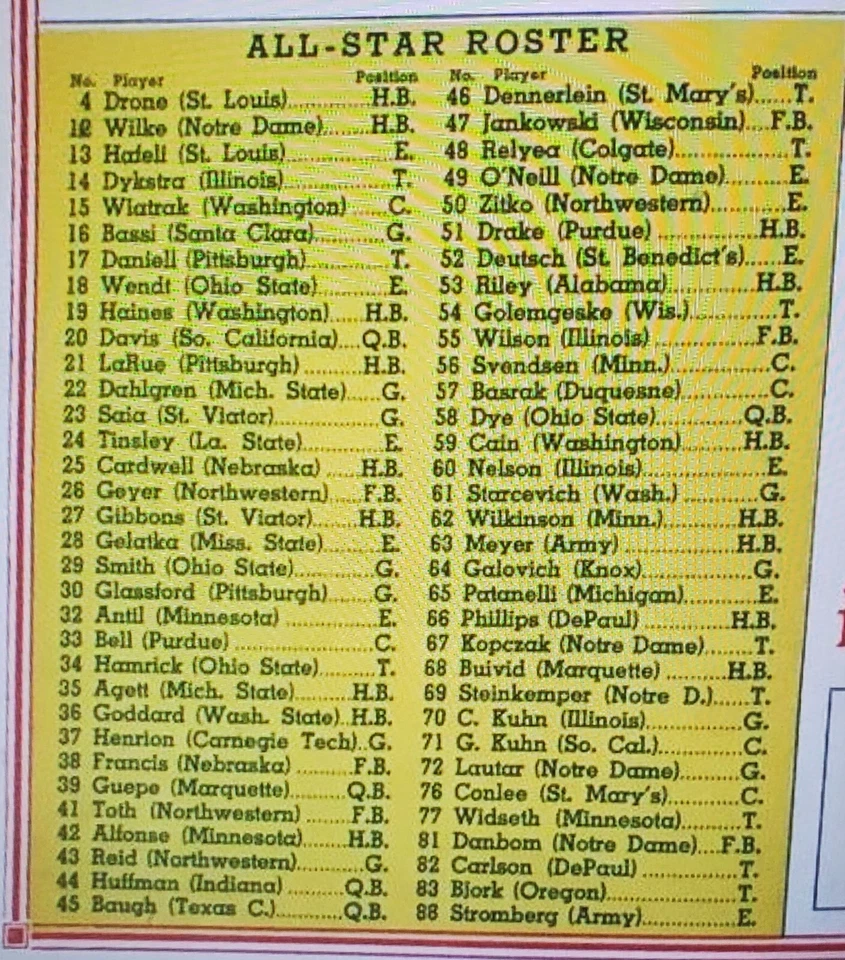 ALL-STAR ROSTER
No. Player Position
4 Drone (St. Louis)..............H.B.
12 Wilke (Notre Dame).......H.B.
13 Hafell (St. Louis)................E.
14 Dykstra (Illinois)................T.
15 Wiatrak (Washington) .....C.
16 Bassi (Santa Clara)..........G.
17 Daniell (Pittsburgh)............T.
18 Wendt (Ohio State)...........E.
19 Haines (Washington).....H.B.
20 Davis (So. California)...Q.B.
21 LaRue (Pittsburgh) .........H.B.
22 Dahlgren (Mich. State).....G.
23 Saia (St. Viator)................G.
24 Tinsley (La. State).............E.
25 Cardwell (Nebraska) .....H.B.
26 Geyer (Northwestern).....F.B.
27 Gibbons (St. Viator).......H.B.
28 Gelatka (Miss. State).........E.
29 Smith (Ohio State).............G.
30 Glassford (Pittsburgh).......G.
32 Antil (Minnesota) ..............E.
33 Bell (Purdue) .....................C.
34 Hamrick (Ohio State).........T.
35 Agett (Mich. State).........H.B.
36 Goddard (Wash. State)..H.B.
37 Henrion (Carnegie Tech)..G.
38 Francis (Nebraska) .........F.B.
39 Guepe (Marquette)..........Q.B.
41 Toth (Northwestern) .......F.B.
42 Alfonse (Minnesota)........H.B.
43 Reid (Northwestern)..........G.
44 Huffman (Indiana) ..........Q.B.
45 Baugh (Texas C.)............Q.B.
No. Player Position
46 Dennerlein (St. Mary's)......T.
47 Jankowski (Wisconsin)...F.B.
48 Relyea (Colgate)................T.
49 O'Neill (Notre Dame).........E.
50 Zitko (Northwestern)...........E.
51 Drake (Purdue) ...............H.B.
52 Deutsch (St. Benedict's).....E.
53 Riley (Alabama)..............H.B.
54 Golemgeske (Wis.).............T.
55 Wilson (Illinois) ...............F.B.
56 Svendsen (Minn.)...............C.
57 Basrak (Duquesne)............C.
58 Dye (Ohio State).............Q.B.
59 Cain (Washington).........H.B.
60 Nelson (Illinois)..................E.
61 Starcevich (Wash.) ............G.
62 Wilkinson (Minn.)...........H.B.
63 Meyer (Army) .................H.B.
64 Galovich (Knox).................G.
65 Patanelli (Michigan)...........E.
66 Phillips (DePaul) .............H.B.
67 Kopczak (Notre Dame).......T.
68 Buivid (Marquette) .........H.B.
69 Steinkemper (Notre D.)......T.
70 C. Kuhn (Illinois)................G.
71 G. Kuhn (So. Cal.)..............C.
72 Lautar (Notre Dame)..........G.
76 Conlee (St. Mary's)............C.
77 Widseth (Minnesota)...........T.
81 Danbom (Notre Dame)...F.B.
82 Carlson (DePaul) ................T.
83 Bjork (Oregon)....................T.
88 Stromberg (Army)...............E.